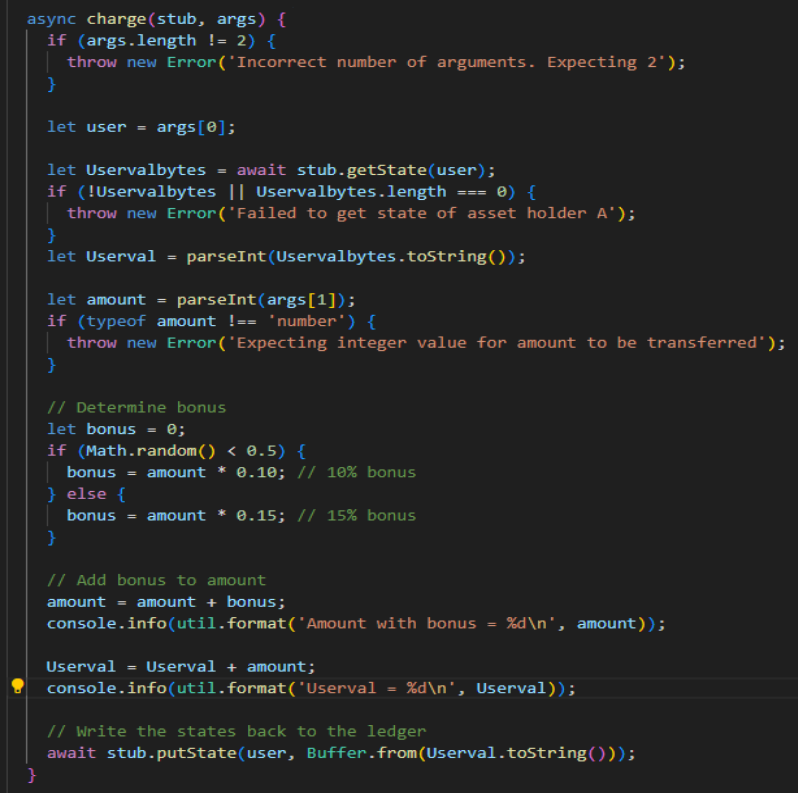 async charge(stub, args) {
if (args.length != 2) {
throw new Error('Incorrect number of arguments. Expecting 2');
}
let user = args[0];
let Uservalbytes = await stub.getState(user);
if (!Uservalbytes || Uservalbytes.length === 0) {
throw new Error('Failed to get state of asset holder A');
}
let Userval = parseInt(Uservalbytes.toString());
let amount = parseInt(args[1]);
if (typeof amount !== 'number') {
throw new Error('Expecting integer value for amount to be transferred');
}
// Determine bonus
let bonus = 0;
if (Math.random() < 0.5) {
bonus = amount * 0.10; // 10% bonus
} else {
bonus = amount * 0.15; // 15% bonus
}
// Add bonus to amount
amount = amount + bonus;
console.info(util.format('Amount with bonus = %d\n', amount));
Userval = Userval + amount;
console.info(util.format('Userval = %d\n', Userval));
// Write the states back to the ledger
await stub.putState(user, Buffer.from(Userval.toString()));
}